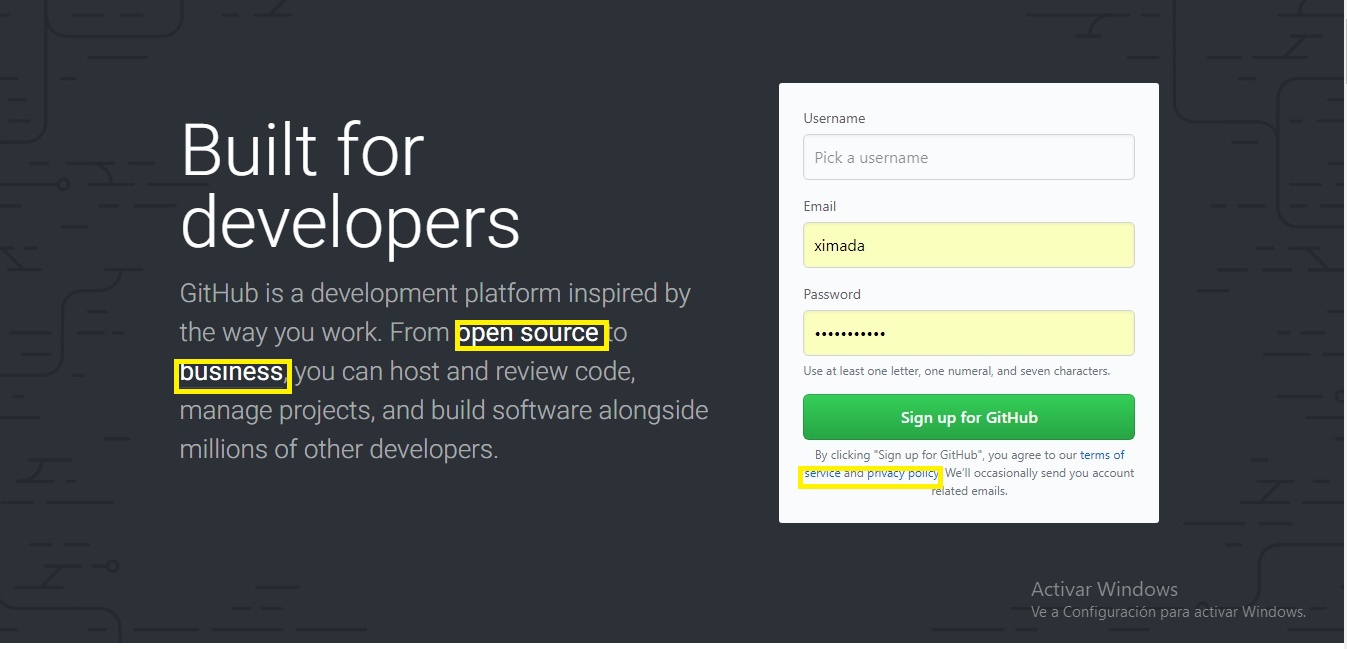 Built for
developers
GitHub is a development platform inspired by
the way you work. From open source to
business, you can host and review code,
manage projects, and build software alongside
millions of other developers.
Username
Pick a username
Email
ximada
Password
•••••••••••
Use at least one letter, one numeral, and seven characters.
Sign up for GitHub
By clicking "Sign up for GitHub", you agree to our terms of
service and privacy policy. We'll occasionally send you account
related emails.
Activar Windows
Ve a Configuración para activar Windows.